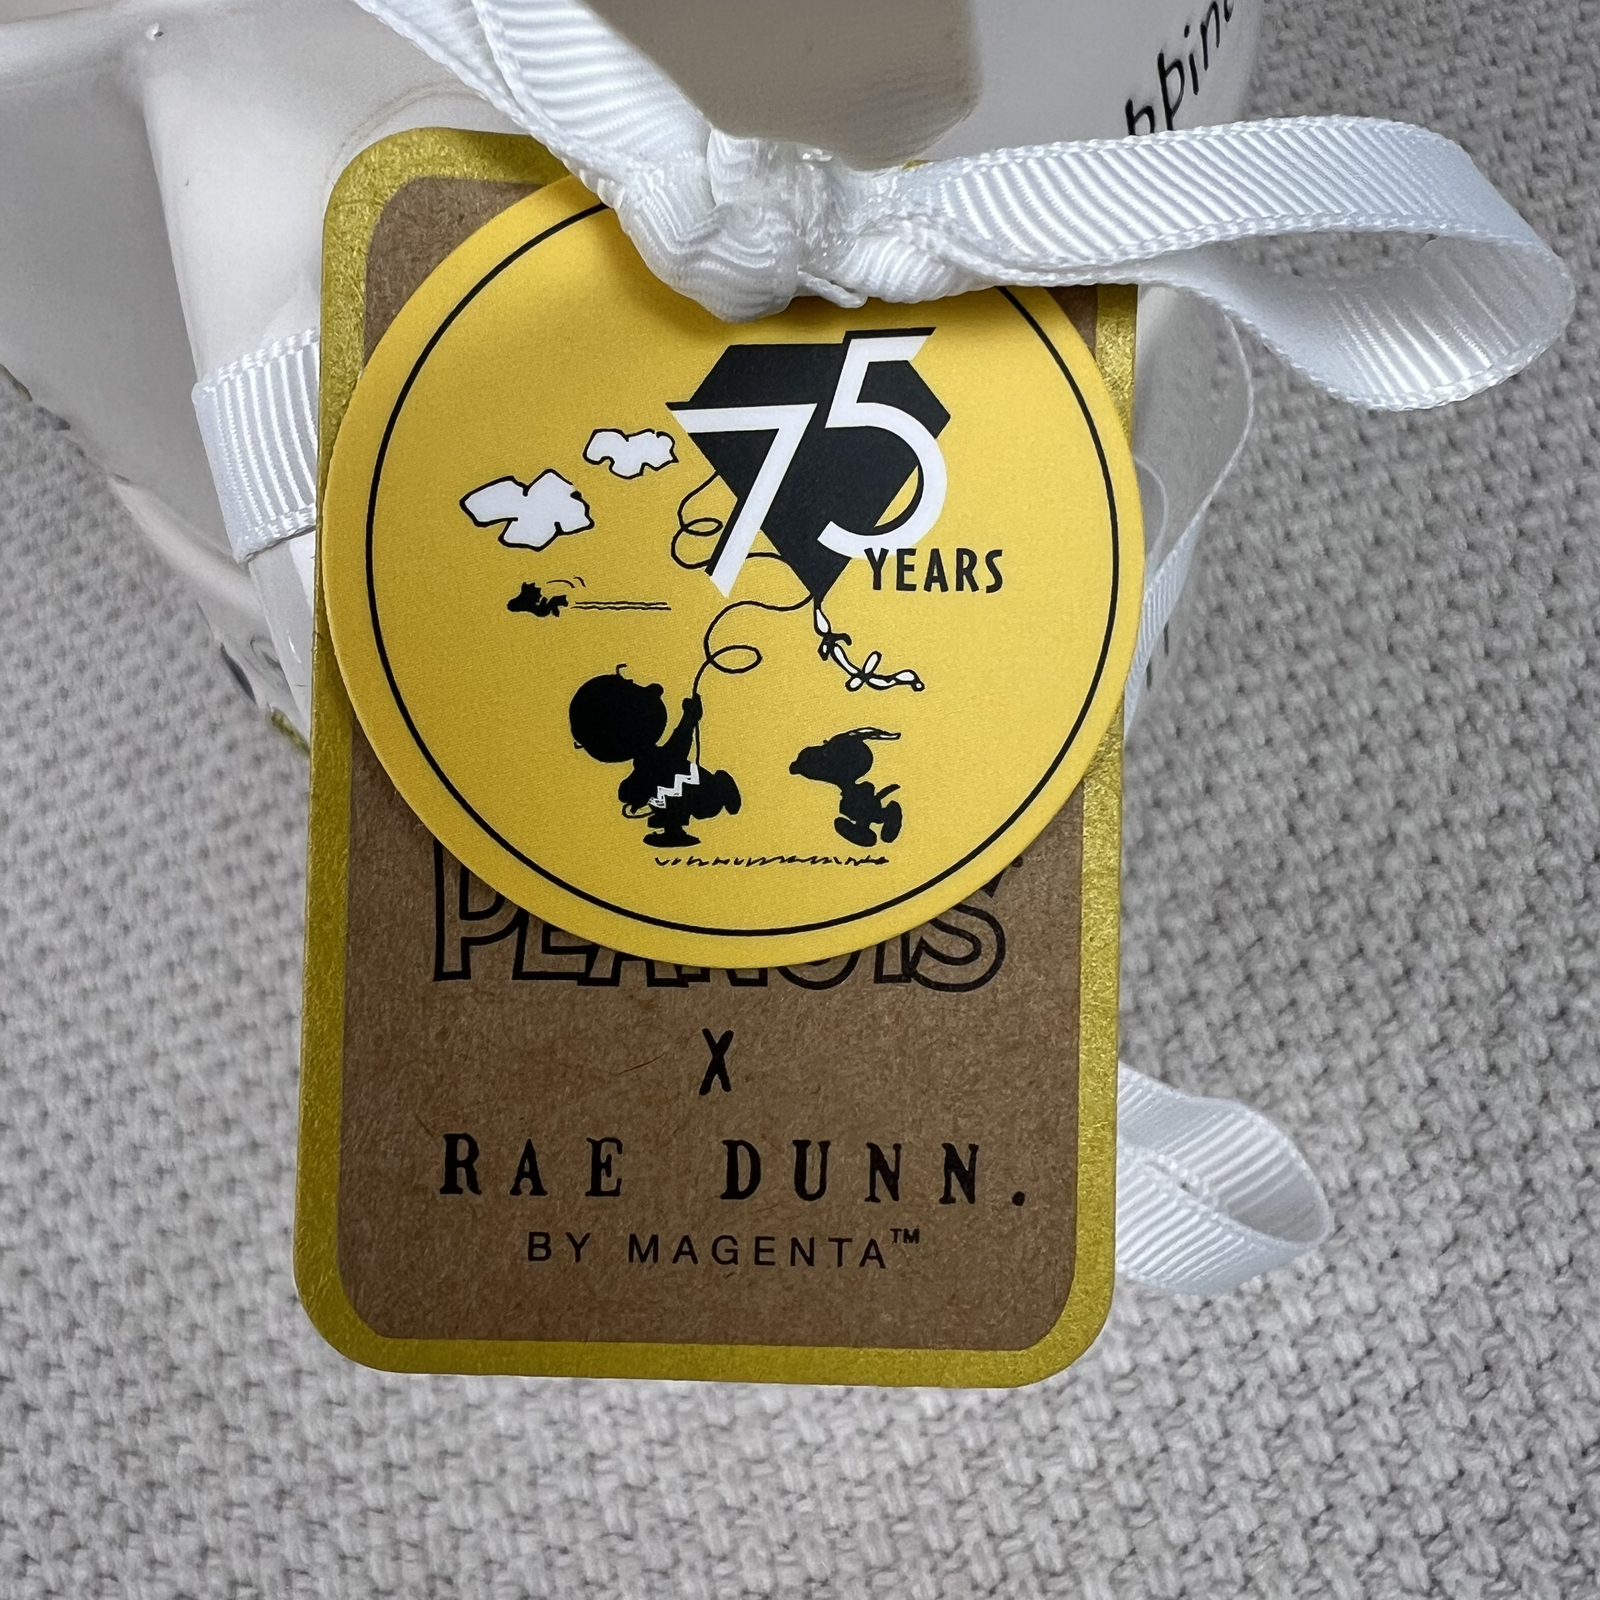 75
YEARS
PEANUTS
X
RAE DUNN.
BY MAGENTA™